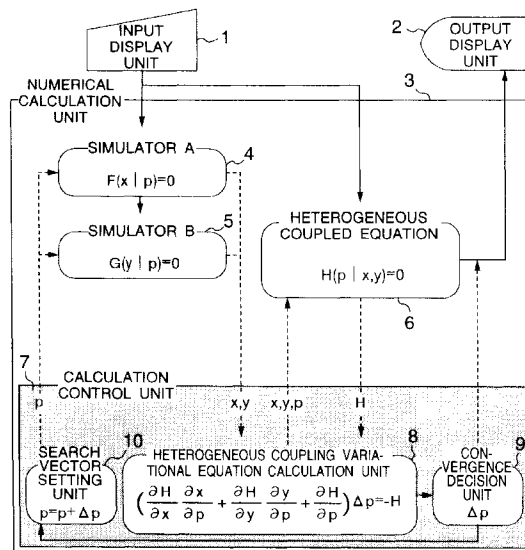 INPUT
DISPLAY
UNIT
1
2
OUTPUT
DISPLAY
UNIT
NUMERICAL
CALCULATION
UNIT
3
SIMULATOR A
4
F(x | p)=0
SIMULATOR B
5
G(y | p)=0
HETEROGENEOUS
COUPLED EQUATION
H(p | x,y)=0
6
7
CALCULATION
CONTROL UNIT
p
x,y
x,y,p
H
SEARCH
VECTOR
SETTING
UNIT
10
p=p+Δp
HETEROGENEOUS COUPLING VARIA-
TIONAL EQUATION CALCULATION UNIT
8
(∂H/∂x ∂x/∂p + ∂H/∂y ∂y/∂p + ∂H/∂p)Δp=-H
CON-
VERGENCE
DECISION
UNIT
9
Δp